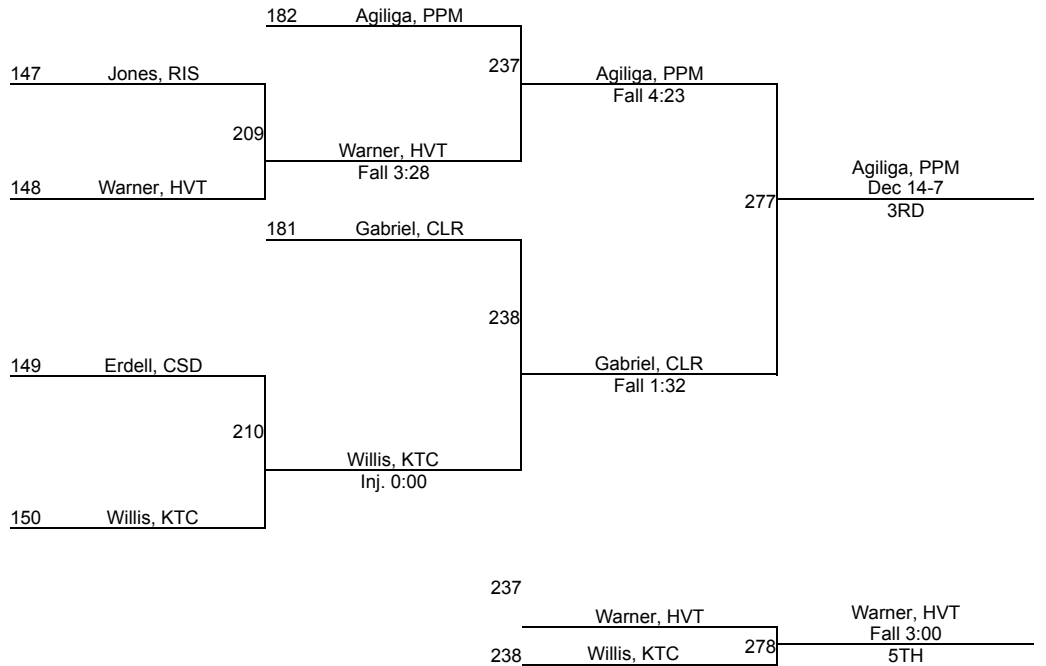 182 Agiliga, PPM
237
147 Jones, RIS
Agiliga, PPM
Fall 4:23
209
Warner, HVT
Fall 3:28
148 Warner, HVT
Agiliga, PPM
Dec 14-7
277
3RD
181 Gabriel, CLR
238
149 Erdell, CSD
Gabriel, CLR
Fall 1:32
210
Willis, KTC
Inj. 0:00
150 Willis, KTC
237
Warner, HVT
Warner, HVT
Fall 3:00
238 Willis, KTC
278
5TH